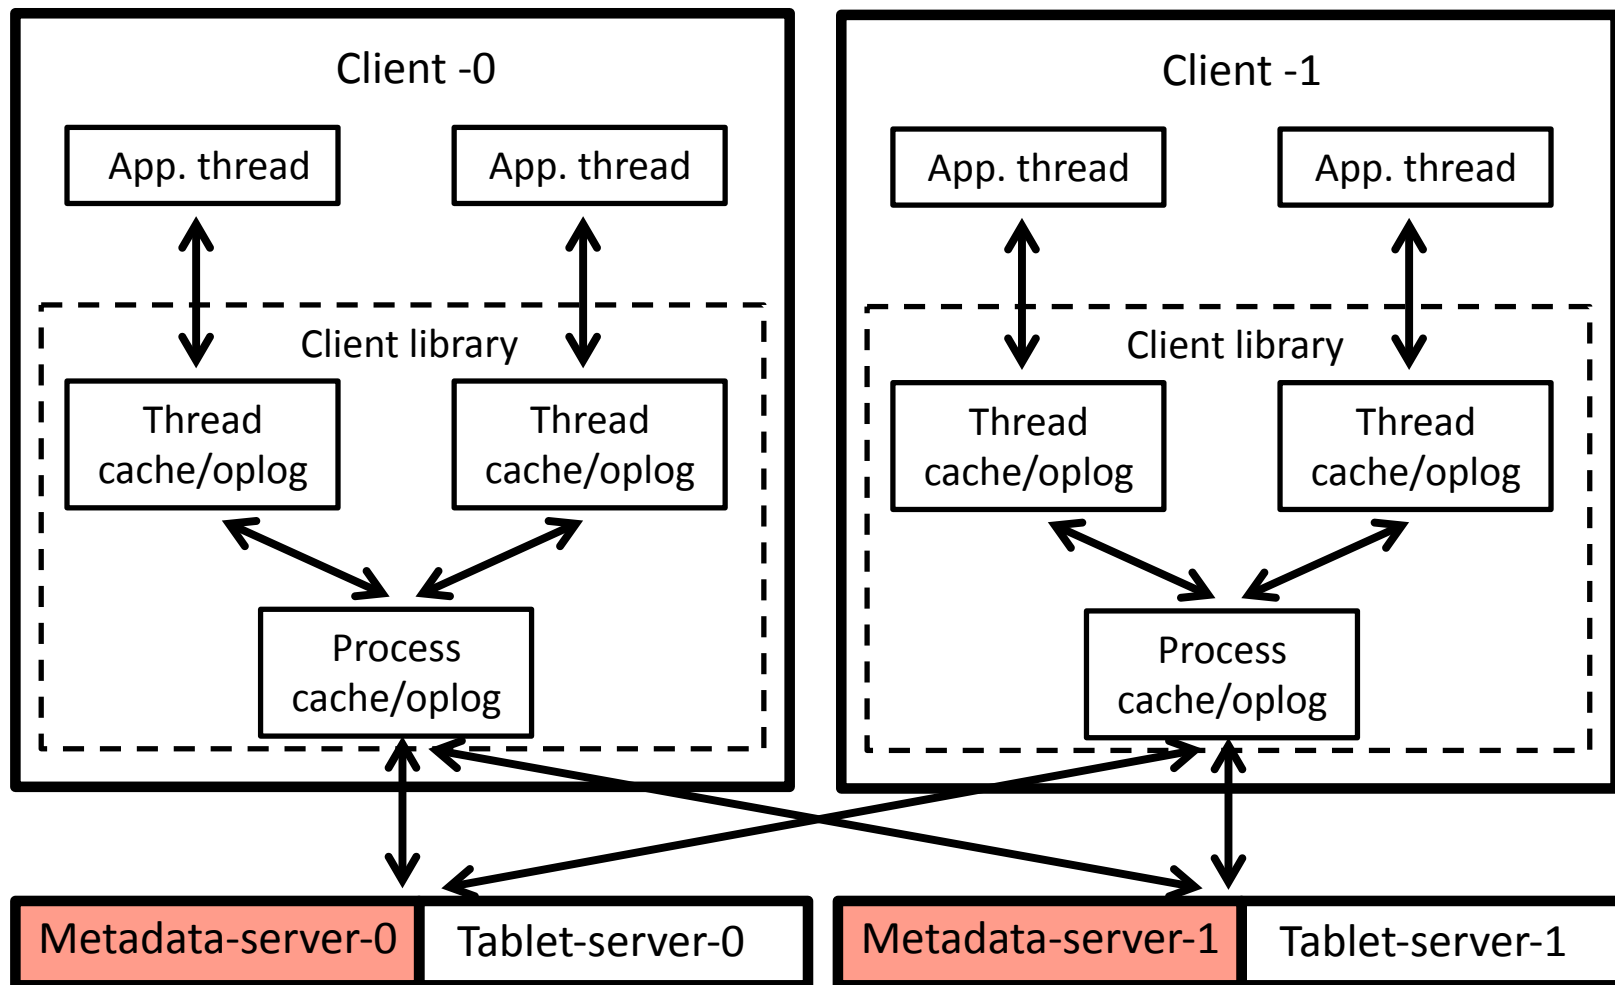 Client -0
App. thread
App. thread
Client library
Thread
cache/oplog
Thread
cache/oplog
Process
cache/oplog
Client -1
App. thread
App. thread
Client library
Thread
cache/oplog
Thread
cache/oplog
Process
cache/oplog
Metadata-server-0
Tablet-server-0
Metadata-server-1
Tablet-server-1